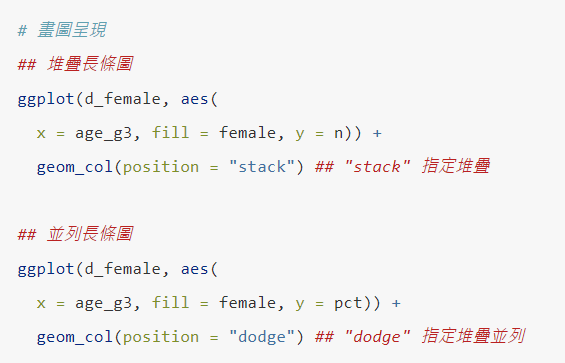 # 畫圖呈現
## 堆疊長條圖
ggplot(d_female, aes(
x = age_g3, fill = female, y = n)) +
geom_col(position = "stack") ## "stack" 指定堆疊
## 並列長條圖
ggplot(d_female, aes(
x = age_g3, fill = female, y = pct)) +
geom_col(position = "dodge") ## "dodge" 指定堆疊並列